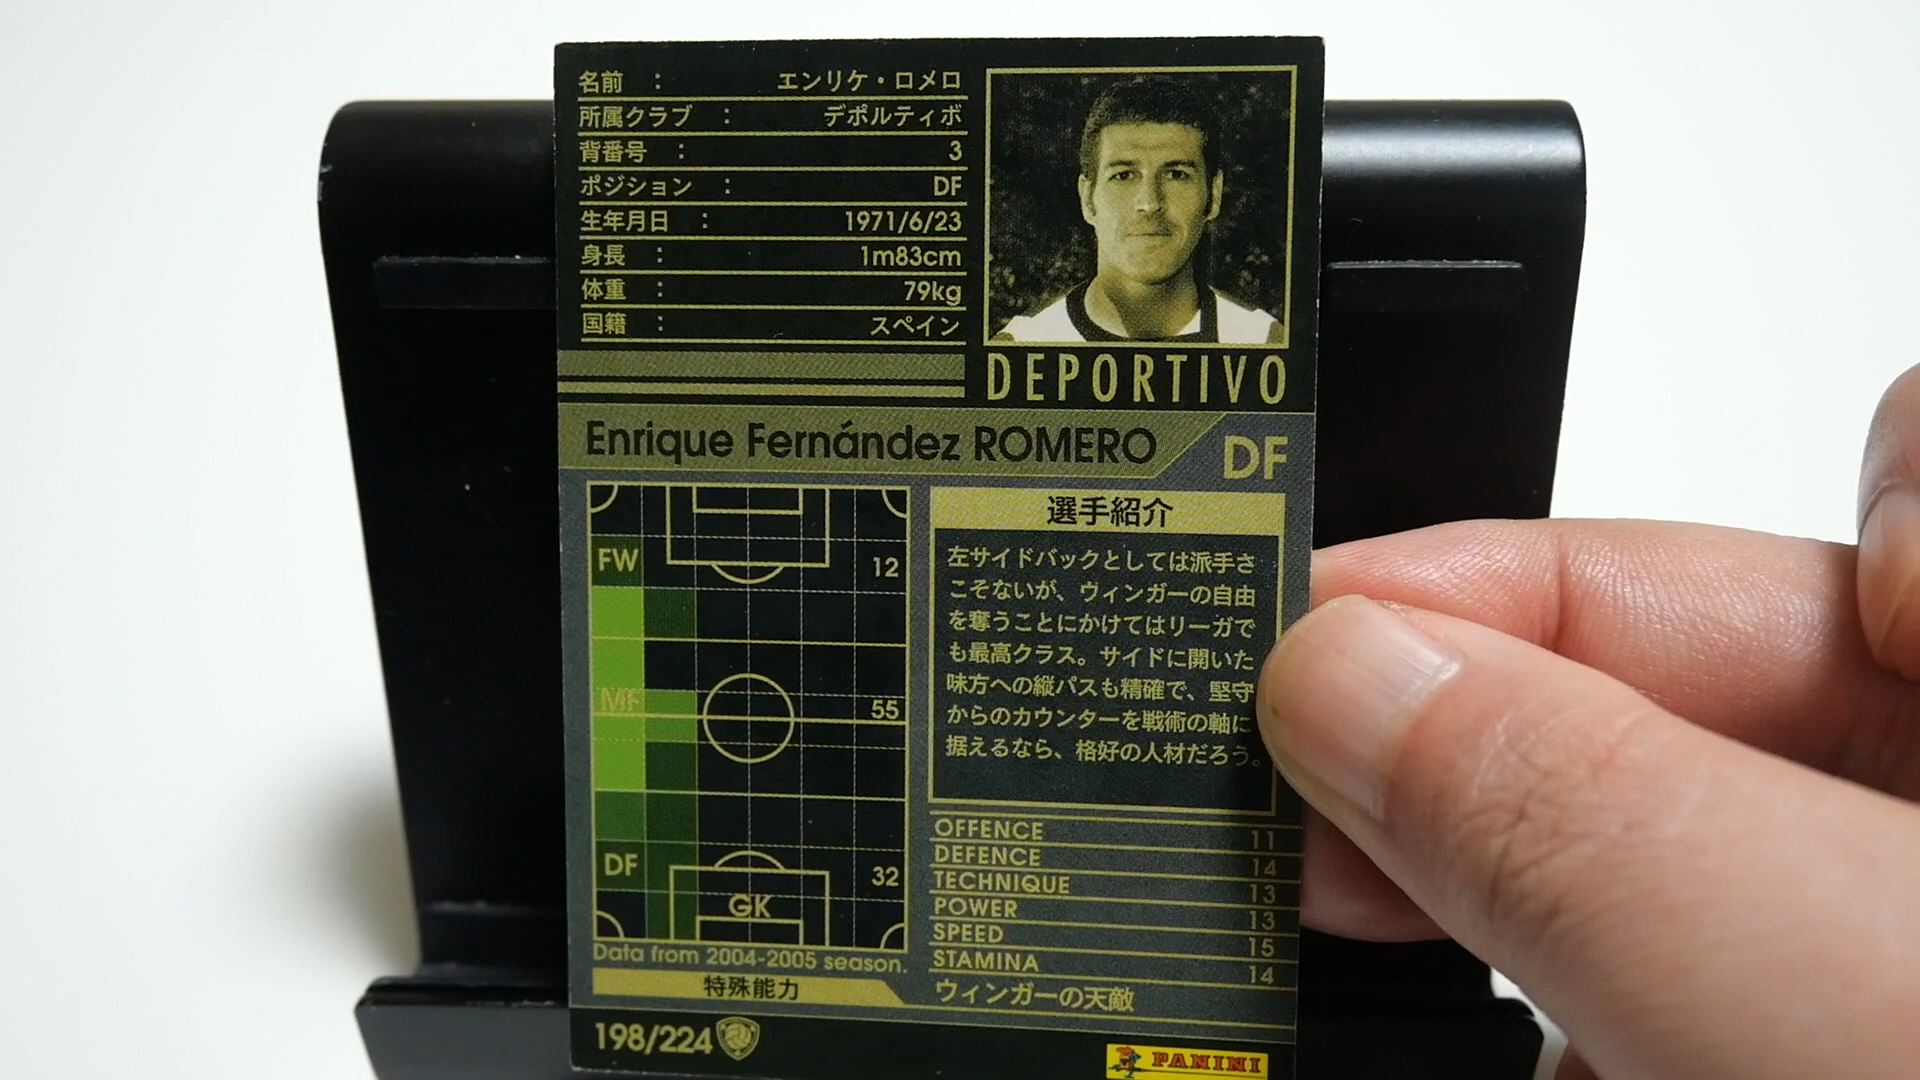 名前 : エンリケ・ロメロ
所属クラブ : デポルティボ
背番号 : 3
ポジション : DF
生年月日 : 1971/6/23
身長 : 1m83cm
体重 : 79kg
国籍 : スペイン
DEPORTIVO
Enrique Fernández ROMERO DF
FW 12
MF 55
DF 32
GK
Data from 2004-2005 season.
選手紹介
左サイドバックとしては派手さ
こそないが、ウィンガーの自由
を奪うことにかけてはリーガで
も最高クラス。サイドに開いた
味方への縦パスも精確で、堅守
からのカウンターを戦術の軸に
据えるなら、格好の人材だろう。
OFFENCE 11
DEFENCE 14
TECHNIQUE 13
POWER 13
SPEED 15
STAMINA 14
特殊能力 ウィンガーの天敵
198/224
PANINI